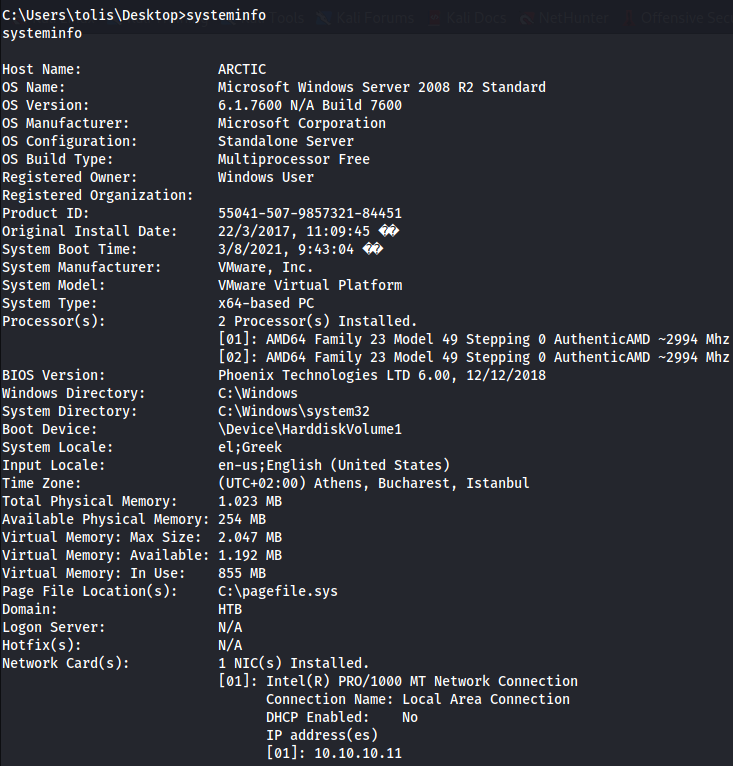 C:\Users\tolis\Desktop>systeminfo
Tools Kali Forums Kali Docs NetHunter Offensive Sec
systeminfo
Host Name: ARCTIC
OS Name: Microsoft Windows Server 2008 R2 Standard
OS Version: 6.1.7600 N/A Build 7600
OS Manufacturer: Microsoft Corporation
OS Configuration: Standalone Server
OS Build Type: Multiprocessor Free
Registered Owner: Windows User
Registered Organization:
Product ID: 55041-507-9857321-84451
Original Install Date: 22/3/2017, 11:09:45 ��
System Boot Time: 3/8/2021, 9:43:04 ��
System Manufacturer: VMware, Inc.
System Model: VMware Virtual Platform
System Type: x64-based PC
Processor(s): 2 Processor(s) Installed.
[01]: AMD64 Family 23 Model 49 Stepping 0 AuthenticAMD ~2994 Mhz
[02]: AMD64 Family 23 Model 49 Stepping 0 AuthenticAMD ~2994 Mhz
BIOS Version: Phoenix Technologies LTD 6.00, 12/12/2018
Windows Directory: C:\Windows
System Directory: C:\Windows\system32
Boot Device: \Device\HarddiskVolume1
System Locale: el;Greek
Input Locale: en-us;English (United States)
Time Zone: (UTC+02:00) Athens, Bucharest, Istanbul
Total Physical Memory: 1.023 MB
Available Physical Memory: 254 MB
Virtual Memory: Max Size: 2.047 MB
Virtual Memory: Available: 1.192 MB
Virtual Memory: In Use: 855 MB
Page File Location(s): C:\pagefile.sys
Domain: HTB
Logon Server: N/A
Hotfix(s): N/A
Network Card(s): 1 NIC(s) Installed.
[01]: Intel(R) PRO/1000 MT Network Connection
Connection Name: Local Area Connection
DHCP Enabled: No
IP address(es)
[01]: 10.10.10.11